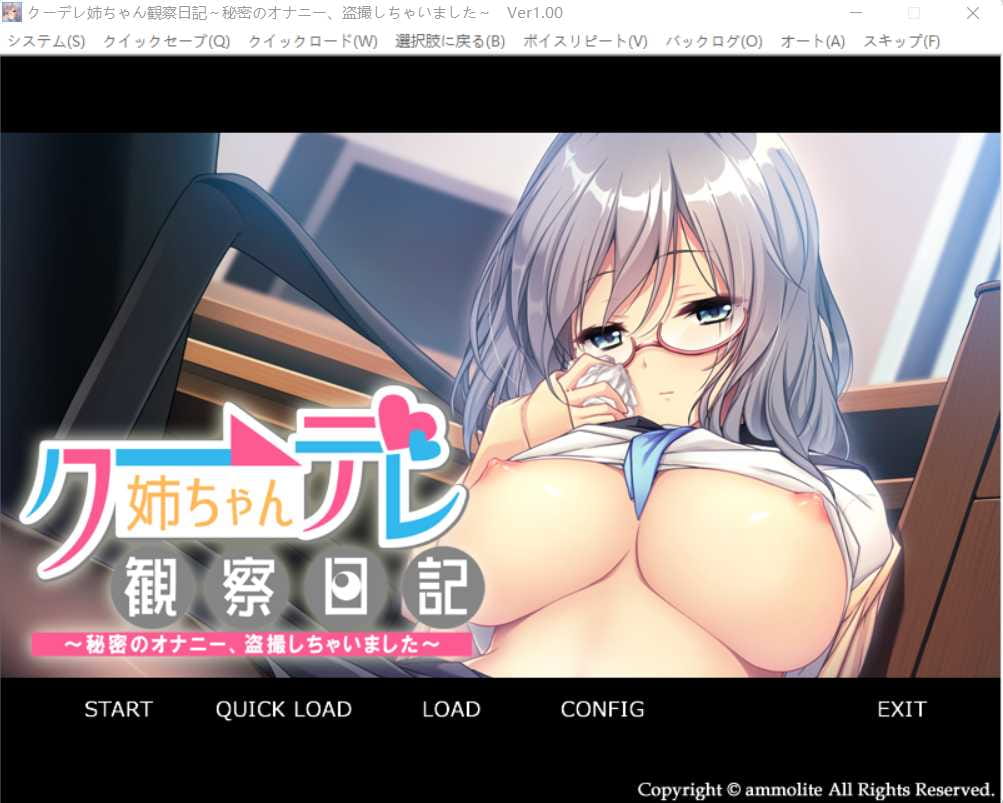 クーデレ姉ちゃん観察日記～秘密のオナニー、盗撮しちゃいました～　Ver1.00
システム(S) クイックセーブ(Q) クイックロード(W) 選択肢に戻る(B) ボイスリピート(V) バックログ(O) オート(A) スキップ(F)
クーデレ
姉ちゃん
観察日記
～秘密のオナニー、盗撮しちゃいました～
START QUICK LOAD LOAD CONFIG EXIT
Copyright © ammolite All Rights Reserved.